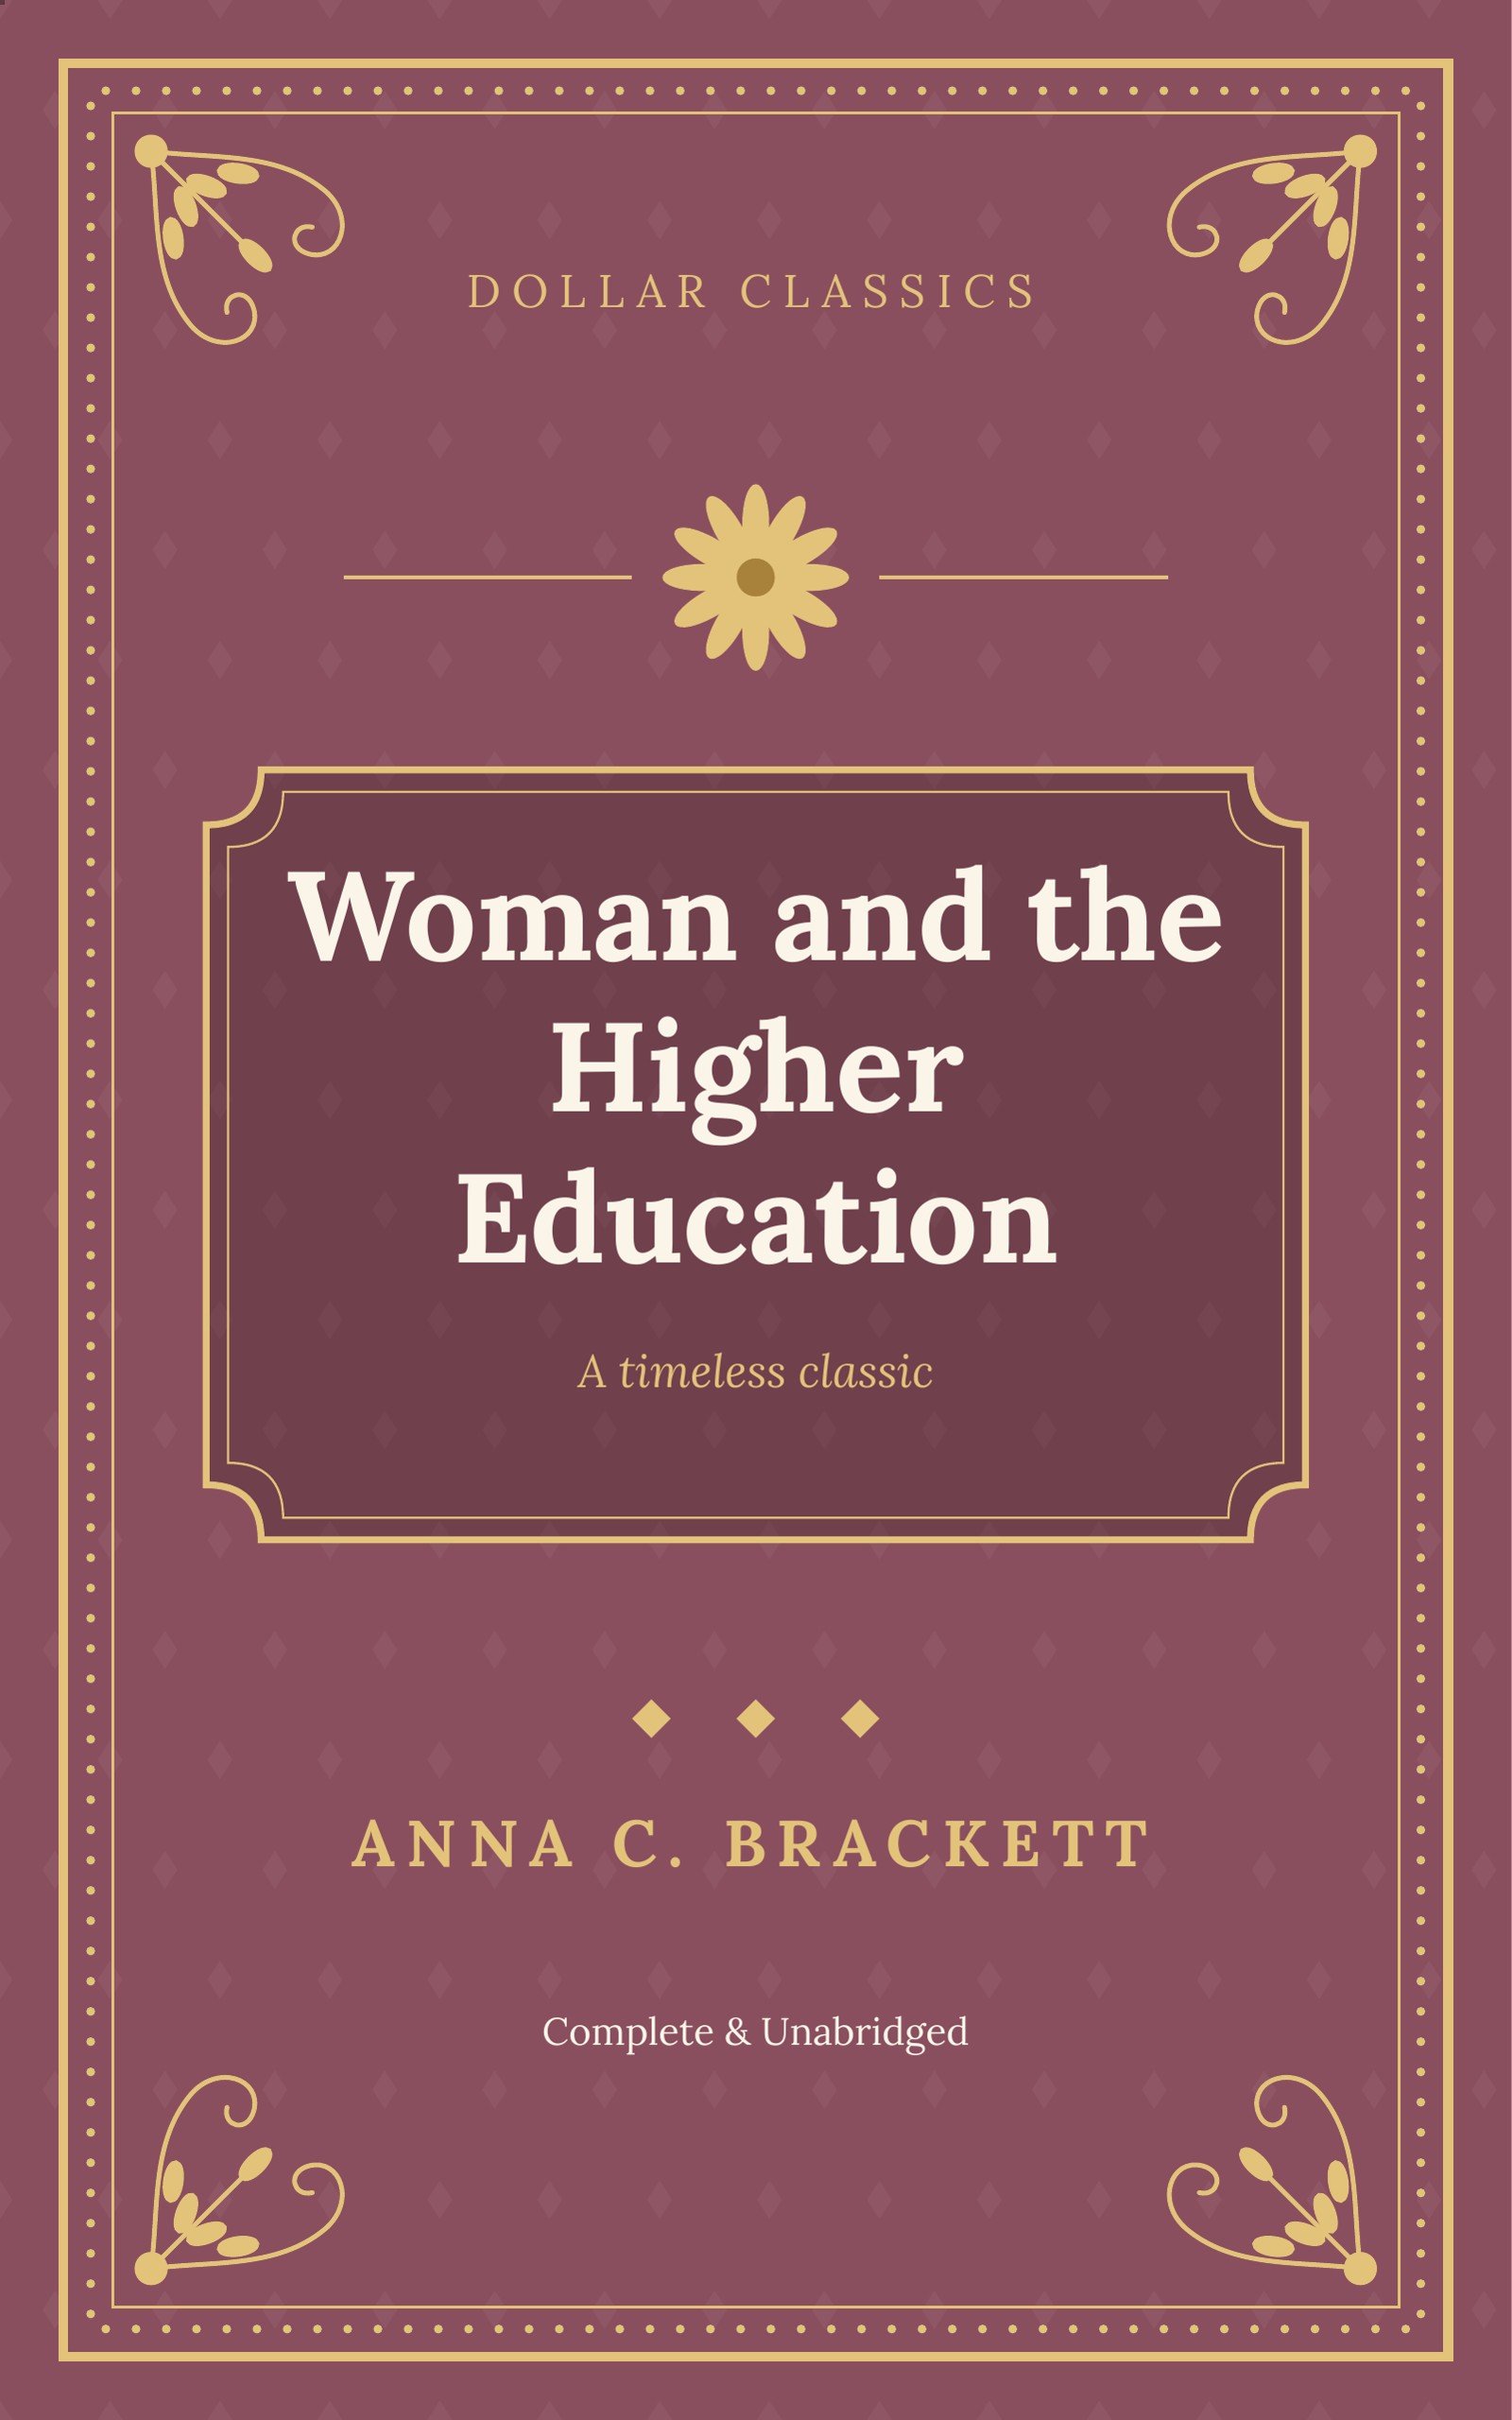 DOLLAR CLASSICS
Woman and the
Higher
Education
A timeless classic
ANNA C. BRACKETT
Complete & Unabridged